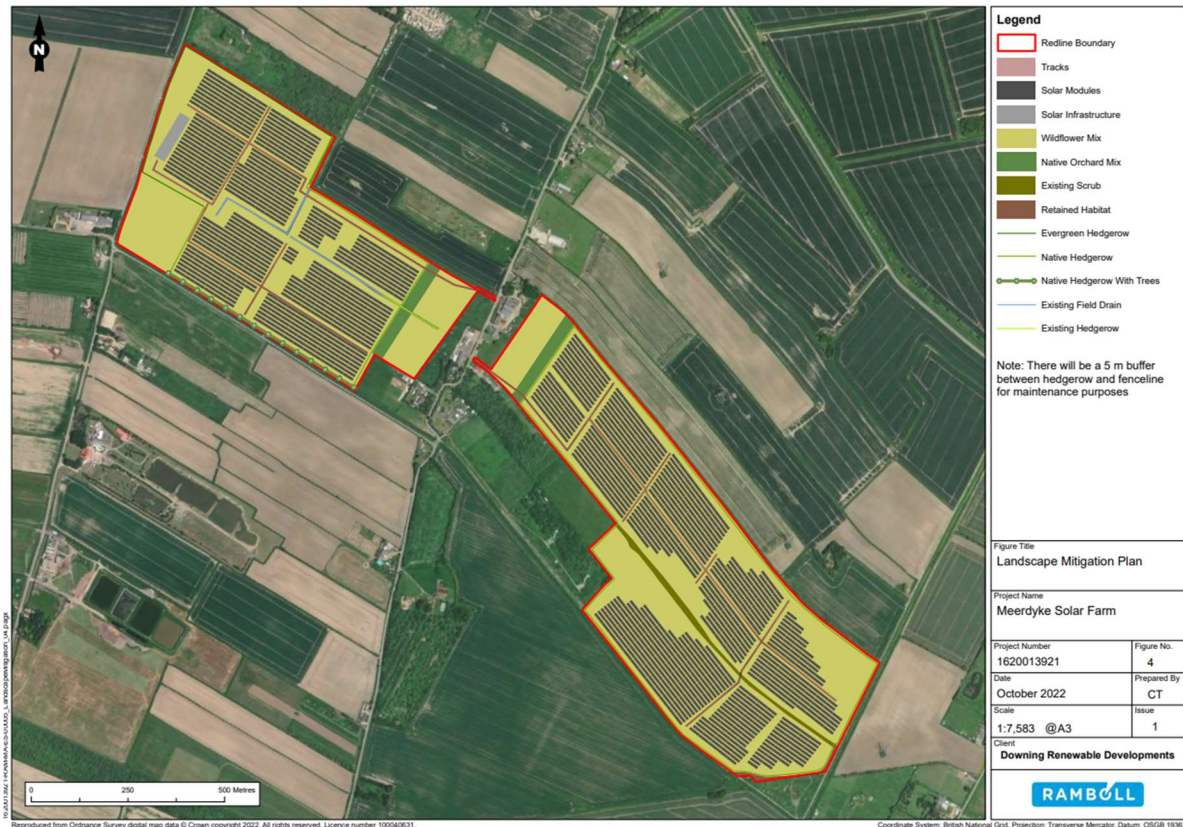 N
Legend
Redline Boundary
Tracks
Solar Modules
Solar Infrastructure
Wildflower Mix
Native Orchard Mix
Existing Scrub
Retained Habitat
Evergreen Hedgerow
Native Hedgerow
Native Hedgerow With Trees
Existing Field Drain
Existing Hedgerow
Note: There will be a 5 m buffer
between hedgerow and fenceline
for maintenance purposes
Figure Title
Landscape Mitigation Plan
Project Name
Meerdyke Solar Farm
Project Number
1620013921
Figure No.
4
Date
October 2022
Prepared By
CT
Scale
1:7,583 @A3
Issue
1
Client
Downing Renewable Developments
RAMBOLL
0 250 500 Metres
Reproduced from Ordnance Survey digital map data © Crown copyright 2022. All rights reserved. Licence number 100040631.
Coordinate System: British National Grid. Projection: Transverse Mercator. Datum: OSGB 1936.